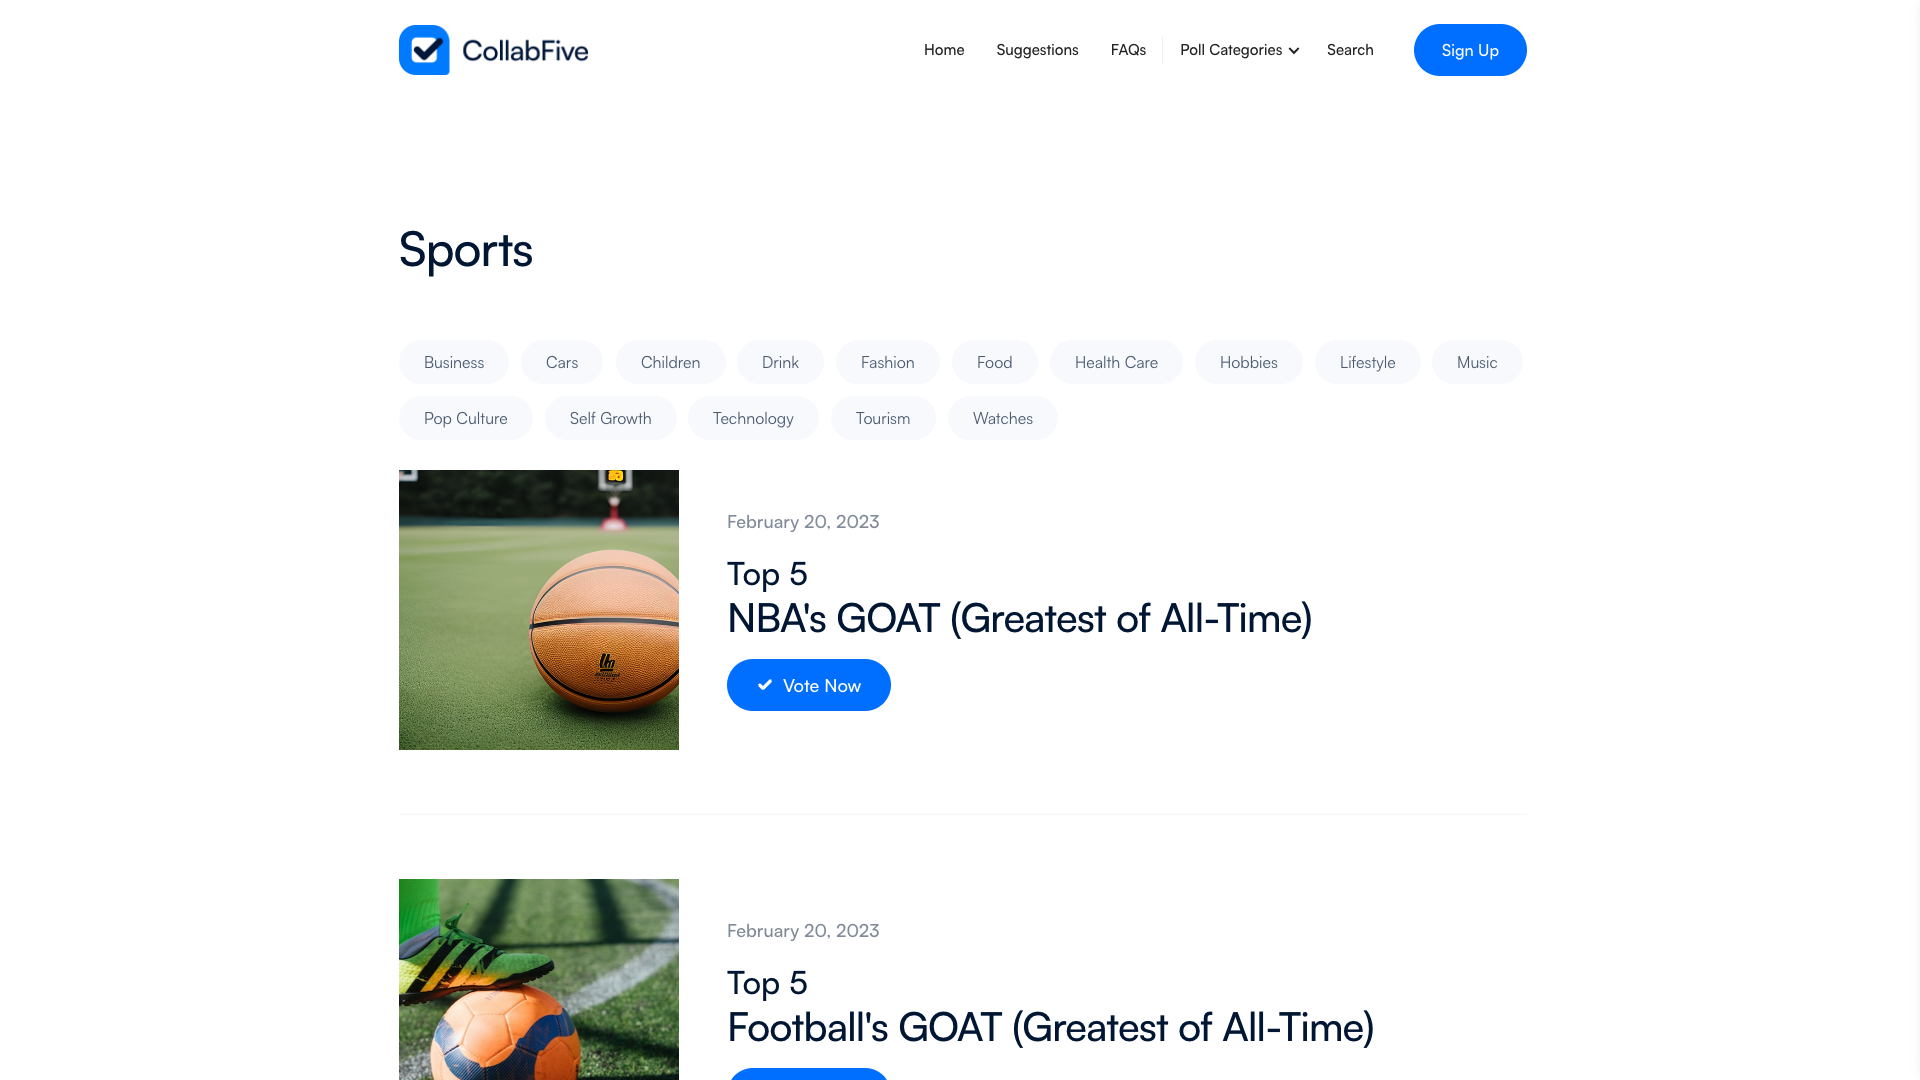 CollabFive
Home Suggestions FAQs Poll Categories Search Sign Up
Sports
Business Cars Children Drink Fashion Food Health Care Hobbies Lifestyle Music
Pop Culture Self Growth Technology Tourism Watches
February 20, 2023
Top 5
NBA's GOAT (Greatest of All-Time)
Vote Now
February 20, 2023
Top 5
Football's GOAT (Greatest of All-Time)